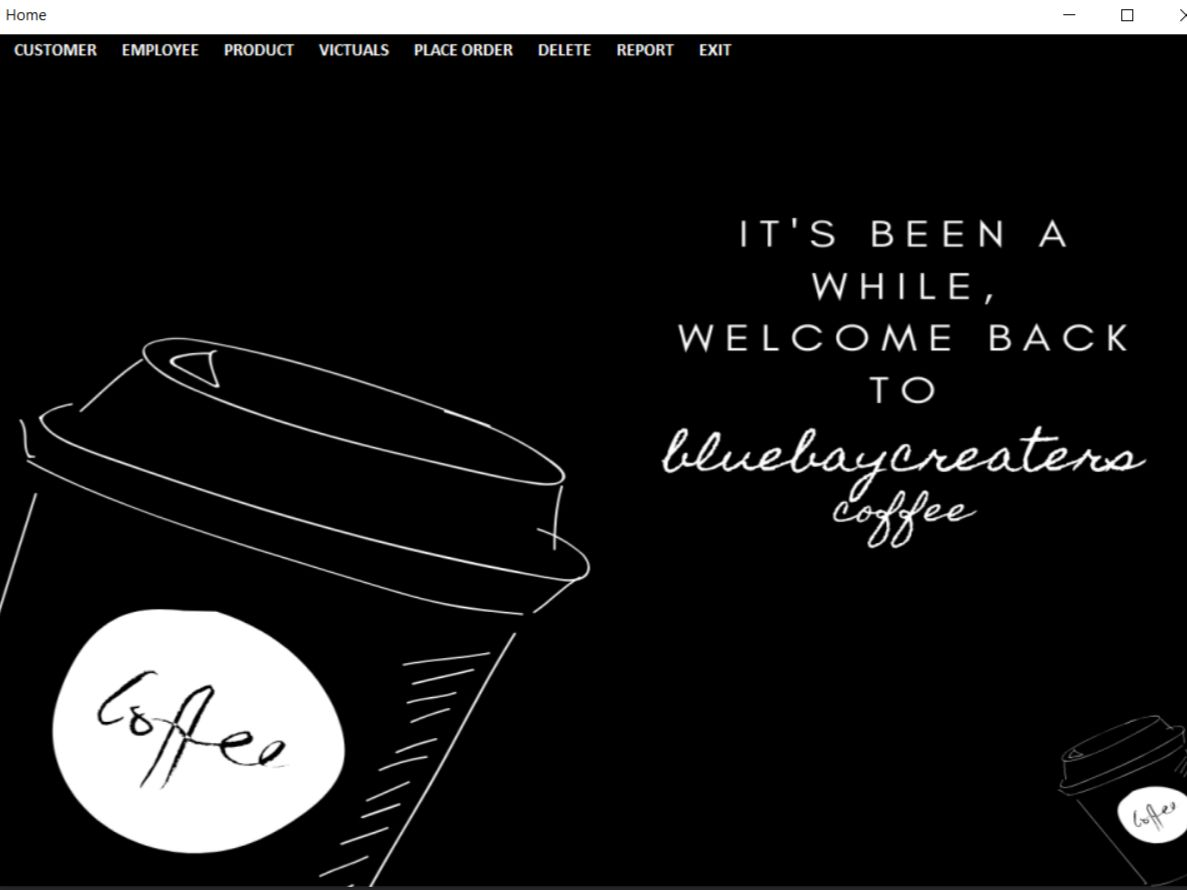 Home
CUSTOMER EMPLOYEE PRODUCT VICTUALS PLACE ORDER DELETE REPORT EXIT
IT'S BEEN A
WHILE,
WELCOME BACK
TO
bluebaycreaters
coffee
Coffee
Coffee